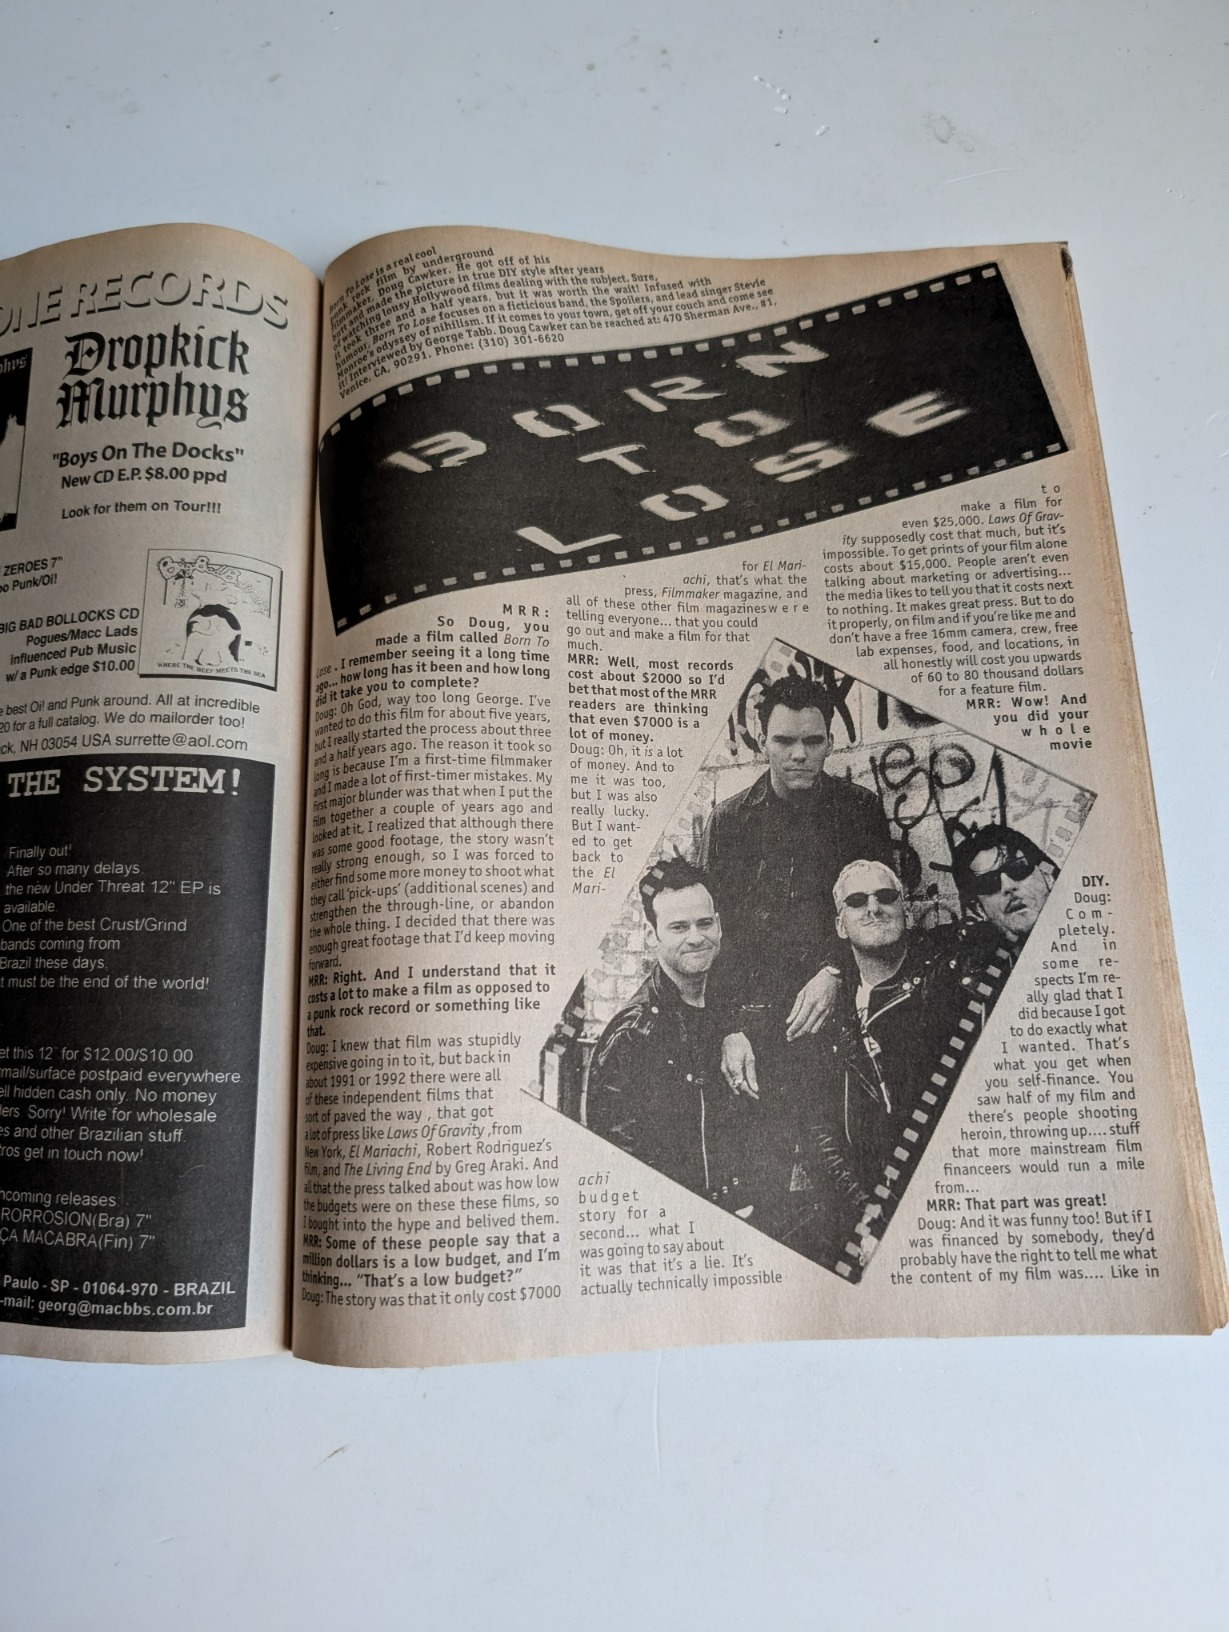 ONE RECORDS
Dropkick
Murphys
"Boys On The Docks"
New CD E.P. $8.00 ppd
Look for them on Tour!!!
ZEROES 7"
Punk/Oi!
BIG BAD BOLLOCKS CD
Pogues/Macc Lads
influenced Pub Music
w/ a Punk edge $10.00
WHERE THE BEEF MEETS THE SEA
best Oi! and Punk around. All at incredible
for a full catalog. We do mailorder too!
NH 03054 USA surrette@aol.com
THE SYSTEM!
Finally out!
After so many delays
the new Under Threat 12" EP is
available.
One of the best Crust/Grind
bands coming from
Brazil these days.
t must be the end of the world!
et this 12" for $12.00/$10.00
mail/surface postpaid everywhere.
ell hidden cash only. No money
ers. Sorry! Write for wholesale
es and other Brazilian stuff.
ros get in touch now!
coming releases:
RORROSION(Bra) 7"
ÇA MACABRA(Fin) 7"
Paulo - SP - 01064-970 - BRAZIL
-mail: georg@macbbs.com.br
Born To Lose is a real cool
punk rock film by underground
filmmaker, Doug Cawker. He got off of his
butt and made the picture in true DIY style after years
of watching lousy Hollywood films dealing with the subject. Sure,
it took three and a half years, but it was worth the wait! Infused with
humour, Born To Lose focuses on a ficticious band, the Spoilers, and lead singer Stevie
Monroe's odyssey of nihilism. If it comes to your town, get off your couch and come see
it! Interviewed by George Tabb. Doug Cawker can be reached at: 470 Sherman Ave., #1,
Venice, CA, 90291. Phone: (310) 301-6620
BORN
TO
LOSE
MRR:
So Doug, you
made a film called Born To
Lose. I remember seeing it a long time
ago... how long has it been and how long
did it take you to complete?
Doug: Oh God, way too long George. I've
wanted to do this film for about five years,
but I really started the process about three
and a half years ago. The reason it took so
long is because I'm a first-time filmmaker
and I made a lot of first-timer mistakes. My
first major blunder was that when I put the
film together a couple of years ago and
looked at it, I realized that although there
was some good footage, the story wasn't
really strong enough, so I was forced to
either find some more money to shoot what
they call 'pick-ups' (additional scenes) and
strengthen the through-line, or abandon
the whole thing. I decided that there was
enough great footage that I'd keep moving
forward.
MRR: Right. And I understand that it
costs a lot to make a film as opposed to
a punk rock record or something like
that.
Doug: I knew that film was stupidly
expensive going in to it, but back in
about 1991 or 1992 there were all
of these independent films that
sort of paved the way , that got
a lot of press like Laws Of Gravity ,from
New York, El Mariachi, Robert Rodriguez's
film, and The Living End by Greg Araki. And
all that the press talked about was how low
the budgets were on these these films, so
I bought into the hype and belived them.
MRR: Some of these people say that a
million dollars is a low budget, and I'm
thinking... "That's a low budget?"
Doug: The story was that it only cost $7000
for El Mari-
achi, that's what the
press, Filmmaker magazine, and
all of these other film magazines were
telling everyone... that you could
go out and make a film for that
much.
MRR: Well, most records
cost about $2000 so I'd
bet that most of the MRR
readers are thinking
that even $7000 is a
lot of money.
Doug: Oh, it is a lot
of money. And to
me it was too,
but I was also
really lucky.
But I want-
ed to get
back to
the El
Mari-
achi
budget
story for a
second... what I
was going to say about
it was that it's a lie. It's
actually technically impossible
to
make a film for
even $25,000. Laws Of Grav-
ity supposedly cost that much, but it's
impossible. To get prints of your film alone
costs about $15,000. People aren't even
talking about marketing or advertising...
the media likes to tell you that it costs next
to nothing. It makes great press. But to do
it properly, on film and if you're like me and
don't have a free 16mm camera, crew, free
lab expenses, food, and locations, in
all honestly will cost you upwards
of 60 to 80 thousand dollars
for a feature film.
MRR: Wow! And
you did your
whole
movie
DIY.
Doug:
Com-
pletely.
And in
some re-
spects I'm re-
ally glad that I
did because I got
to do exactly what
I wanted. That's
what you get when
you self-finance. You
saw half of my film and
there's people shooting
heroin, throwing up.... stuff
that more mainstream film
financeers would run a mile
from...
MRR: That part was great!
Doug: And it was funny too! But if I
was financed by somebody, they'd
probably have the right to tell me what
the content of my film was.... Like in